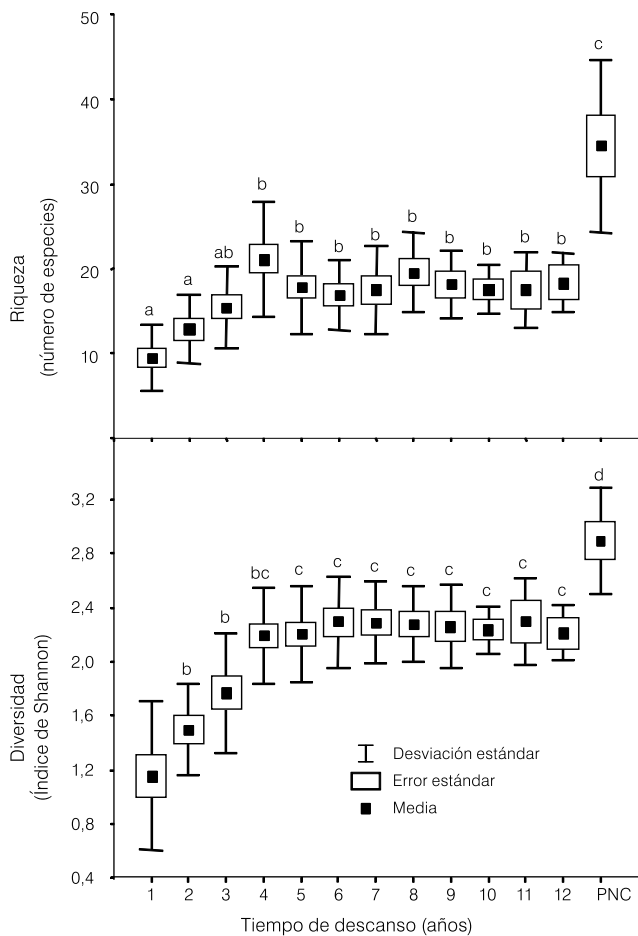 50
40
30
20
10
Riqueza
(número de especies)
a a ab b b b b b b b b b c
3,2
2,8
2,4
2,0
1,6
1,2
0,8
0,4
Diversidad
(Índice de Shannon)
a b b bc c c c c c c c c d
Desviación estándar
Error estándar
Media
1 2 3 4 5 6 7 8 9 10 11 12 PNC
Tiempo de descanso (años)